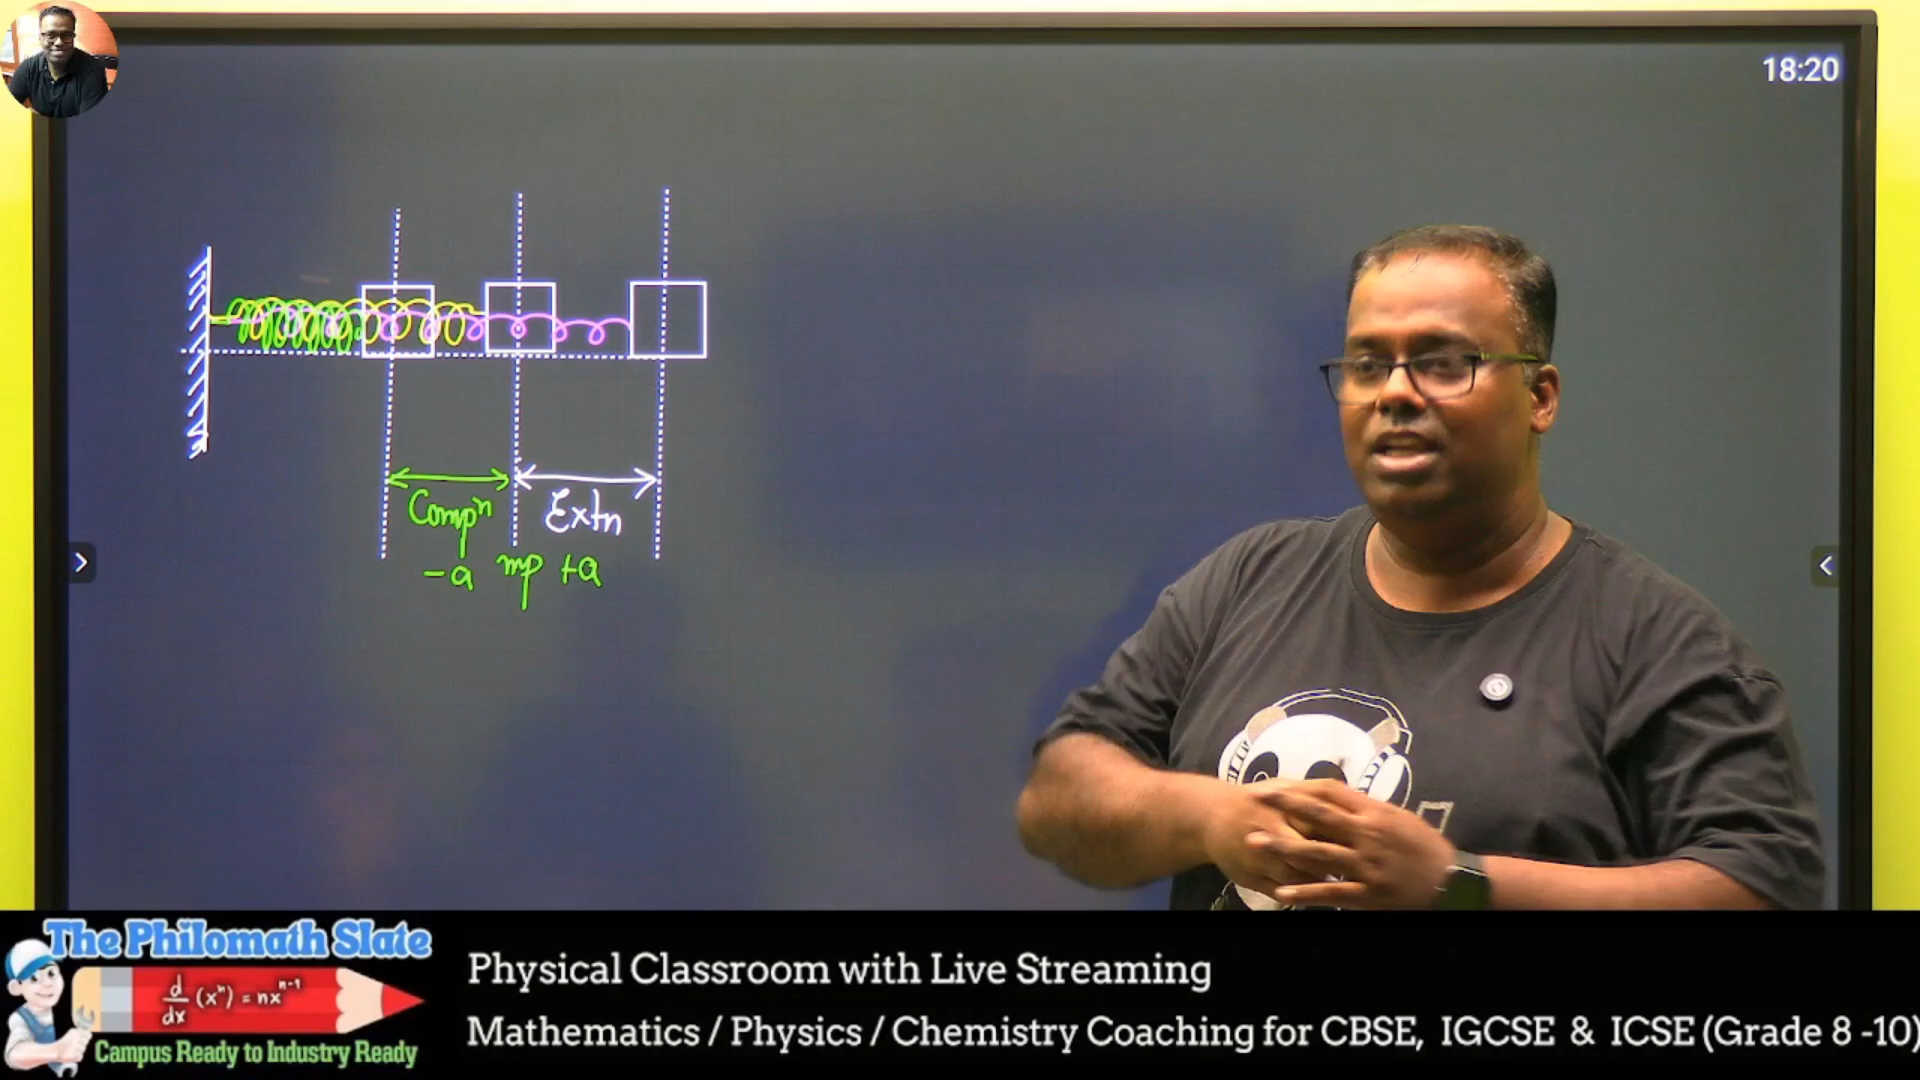 18:20
Compⁿ
Extn
-a mp +a
The Philomath Slate
d/dx (xⁿ) = nxⁿ⁻¹
Campus Ready to Industry Ready
Physical Classroom with Live Streaming
Mathematics / Physics / Chemistry Coaching for CBSE, IGCSE & ICSE (Grade 8 -10)